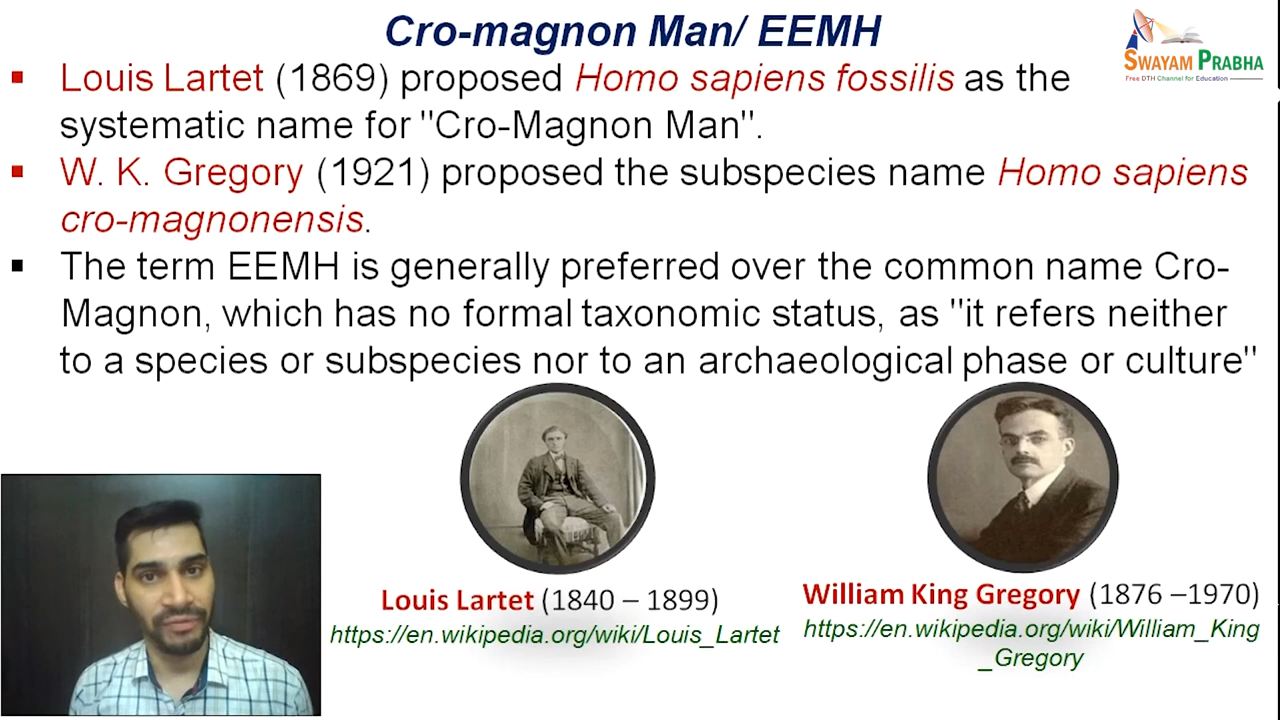 Cro-magnon Man/ EEMH
SWAYAM PRABHA
Free DTH Channel for Education
▪ Louis Lartet (1869) proposed Homo sapiens fossilis as the
systematic name for "Cro-Magnon Man".
▪ W. K. Gregory (1921) proposed the subspecies name Homo sapiens
cro-magnonensis.
▪ The term EEMH is generally preferred over the common name Cro-
Magnon, which has no formal taxonomic status, as "it refers neither
to a species or subspecies nor to an archaeological phase or culture"
Louis Lartet (1840 – 1899)
https://en.wikipedia.org/wiki/Louis_Lartet
William King Gregory (1876 –1970)
https://en.wikipedia.org/wiki/William_King
_Gregory